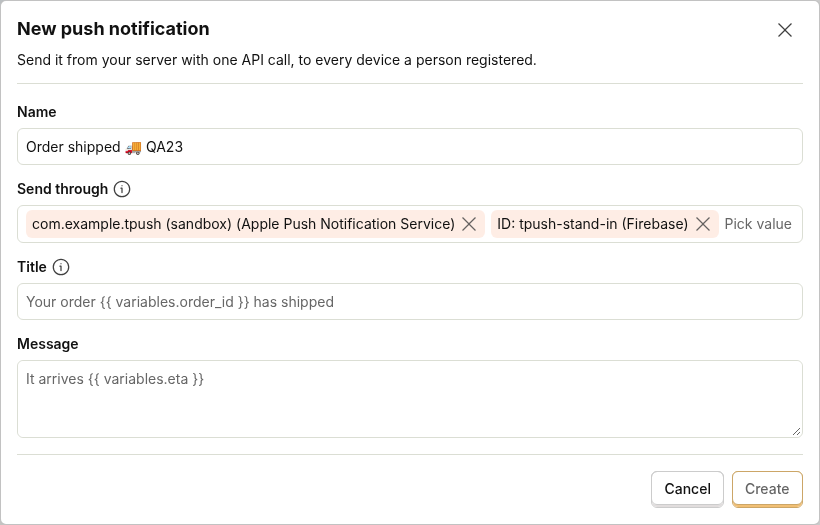 New push notification
Send it from your server with one API call, to every device a person registered.
Name
Order shipped 🚚 QA23
Send through
com.example.tpush (sandbox) (Apple Push Notification Service) ID: tpush-stand-in (Firebase) Pick value
Title
Your order {{ variables.order_id }} has shipped
Message
It arrives {{ variables.eta }}
Cancel Create